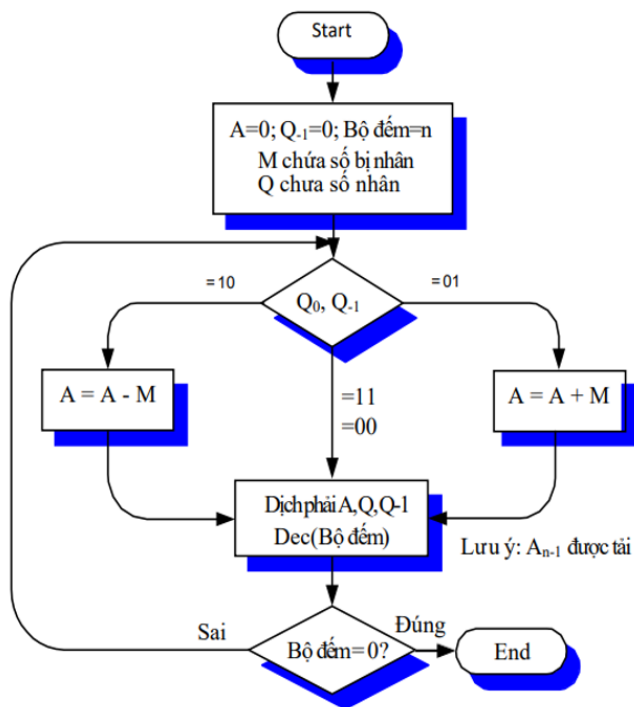 Start
A=0; Q-1=0; Bộ đếm=n
M chứa số bị nhân
Q chưa số nhân
= 10
Q0, Q-1
= 01
A = A - M
=11
=00
A = A + M
Dịch phải A,Q,Q-1
Dec(Bộ đếm)
Lưu ý: An-1 được tải
Sai
Bộ đếm=0?
Đúng
End